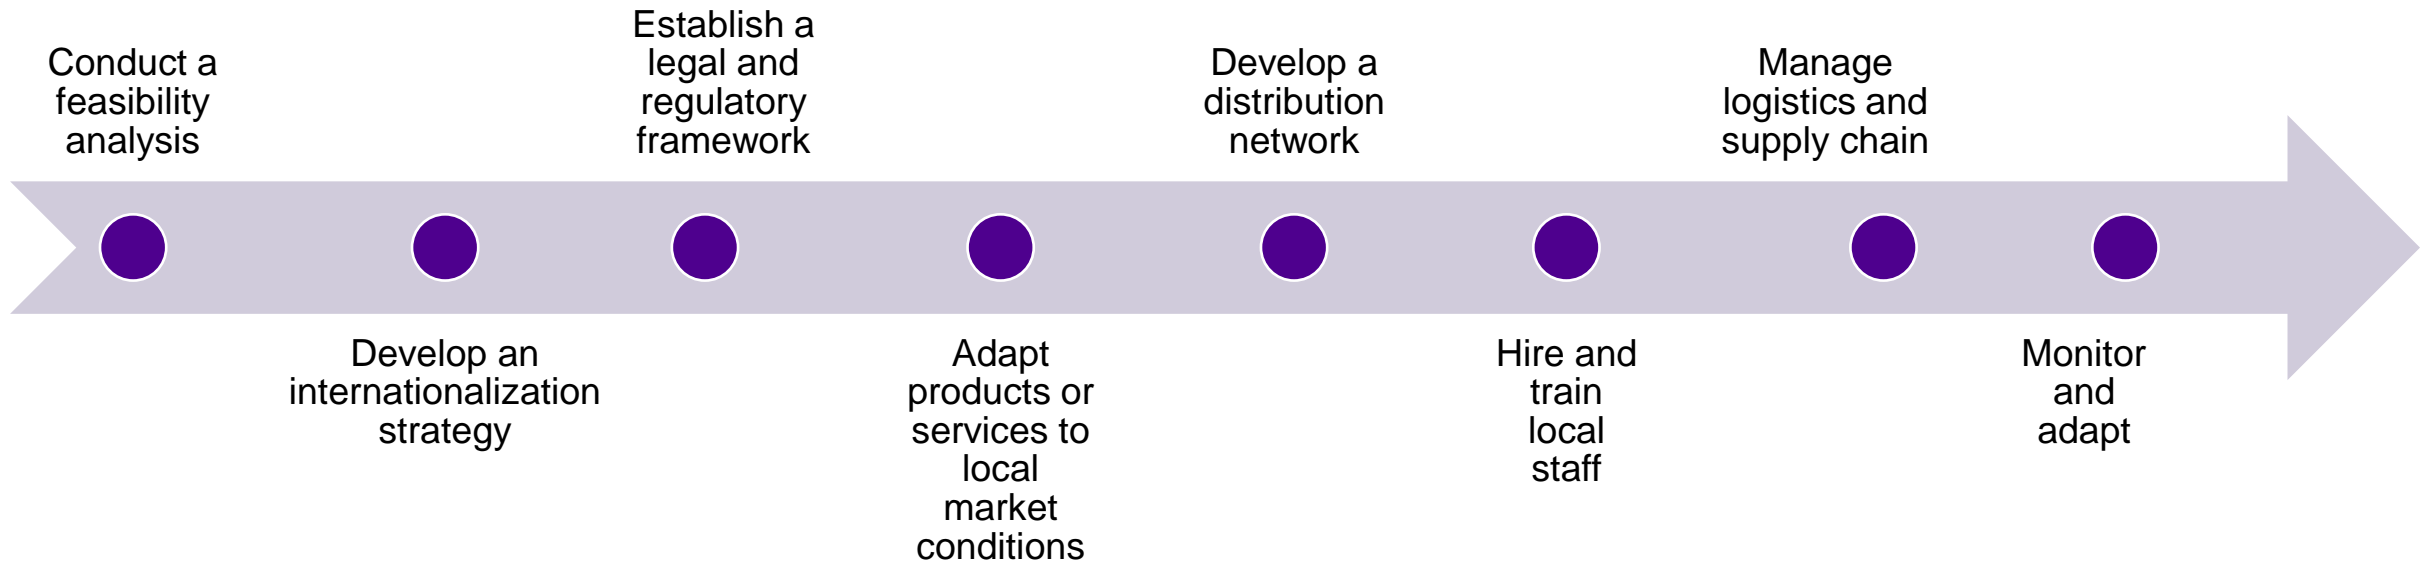 Conduct a
feasibility
analysis
Develop an
internationalization
strategy
Establish a
legal and
regulatory
framework
Adapt
products or
services to
local
market
conditions
Develop a
distribution
network
Hire and
train
local
staff
Manage
logistics and
supply chain
Monitor
and
adapt